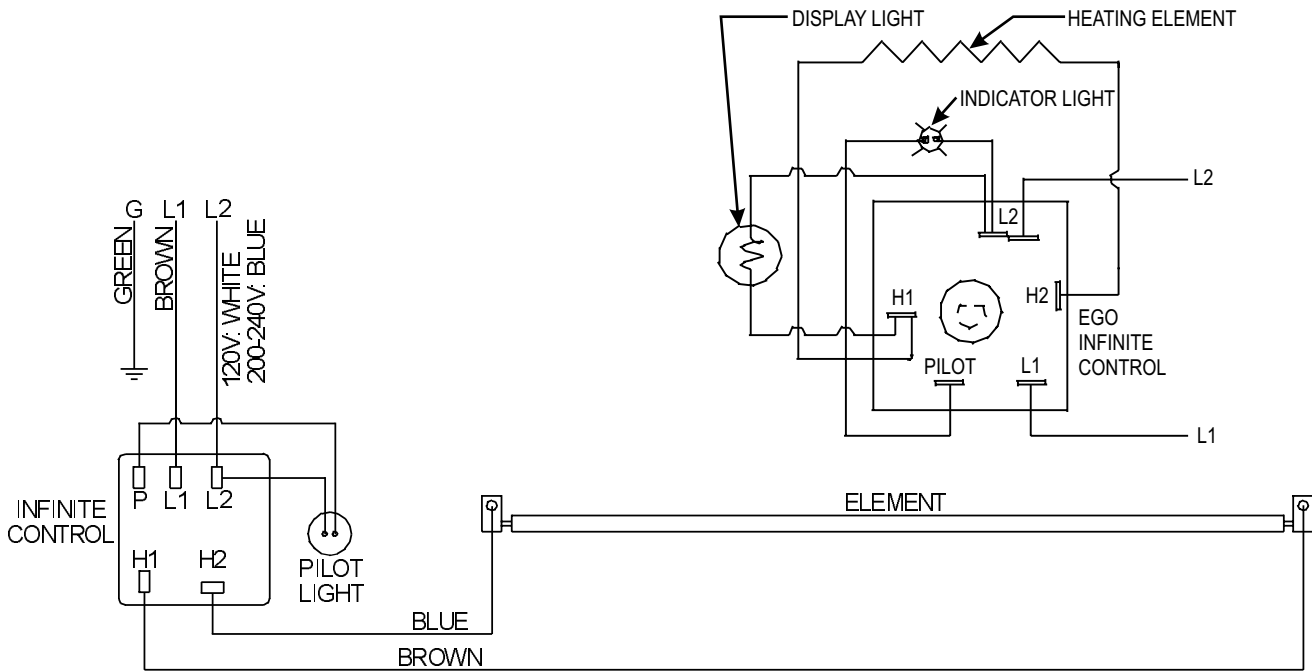 DISPLAY LIGHT
HEATING ELEMENT
INDICATOR LIGHT
L2
L2
H1
H2
EGO
INFINITE
CONTROL
PILOT
L1
L1
G L1 L2
GREEN
BROWN
120V: WHITE
200-240V: BLUE
INFINITE
CONTROL
P L1 L2
H1 H2
PILOT
LIGHT
ELEMENT
BLUE
BROWN